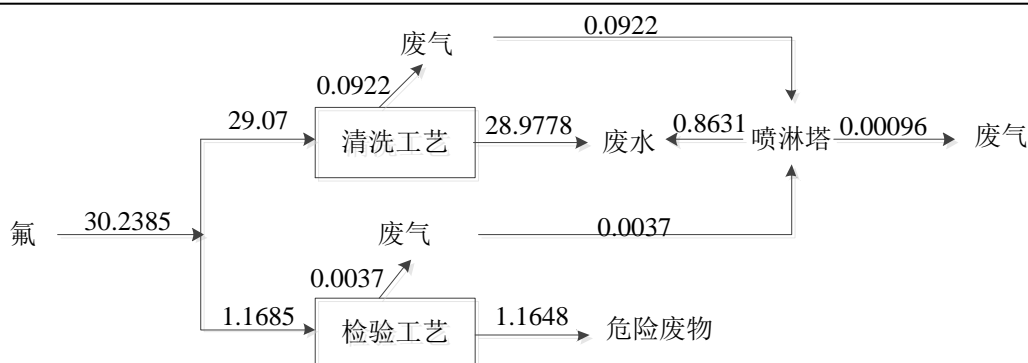 0.0922
废气
0.0922
29.07
清洗工艺
28.9778
废水
0.8631
喷淋塔
0.00096
废气
氟
30.2385
废气
0.0037
0.0037
1.1685
检验工艺
1.1648
危险废物